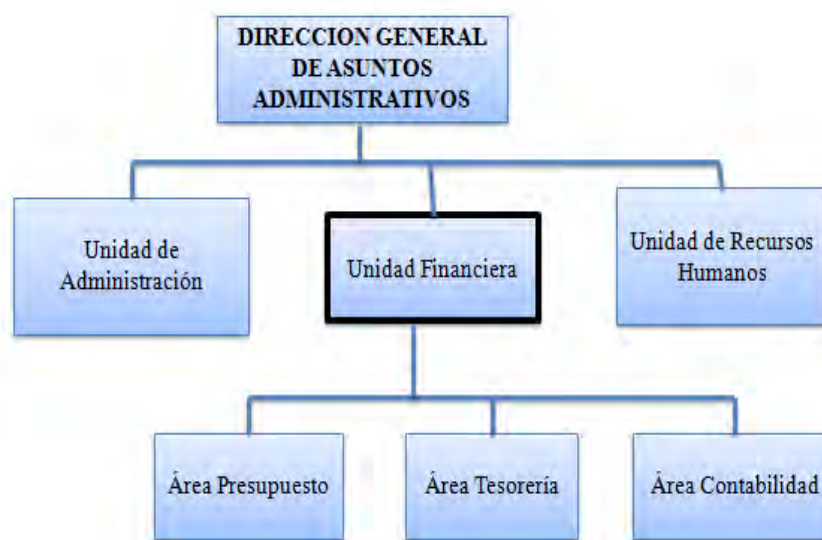 DIRECCION GENERAL
DE ASUNTOS
ADMINISTRATIVOS
Unidad de
Administración
Unidad Financiera
Unidad de Recursos
Humanos
Área Presupuesto
Área Tesorería
Área Contabilidad